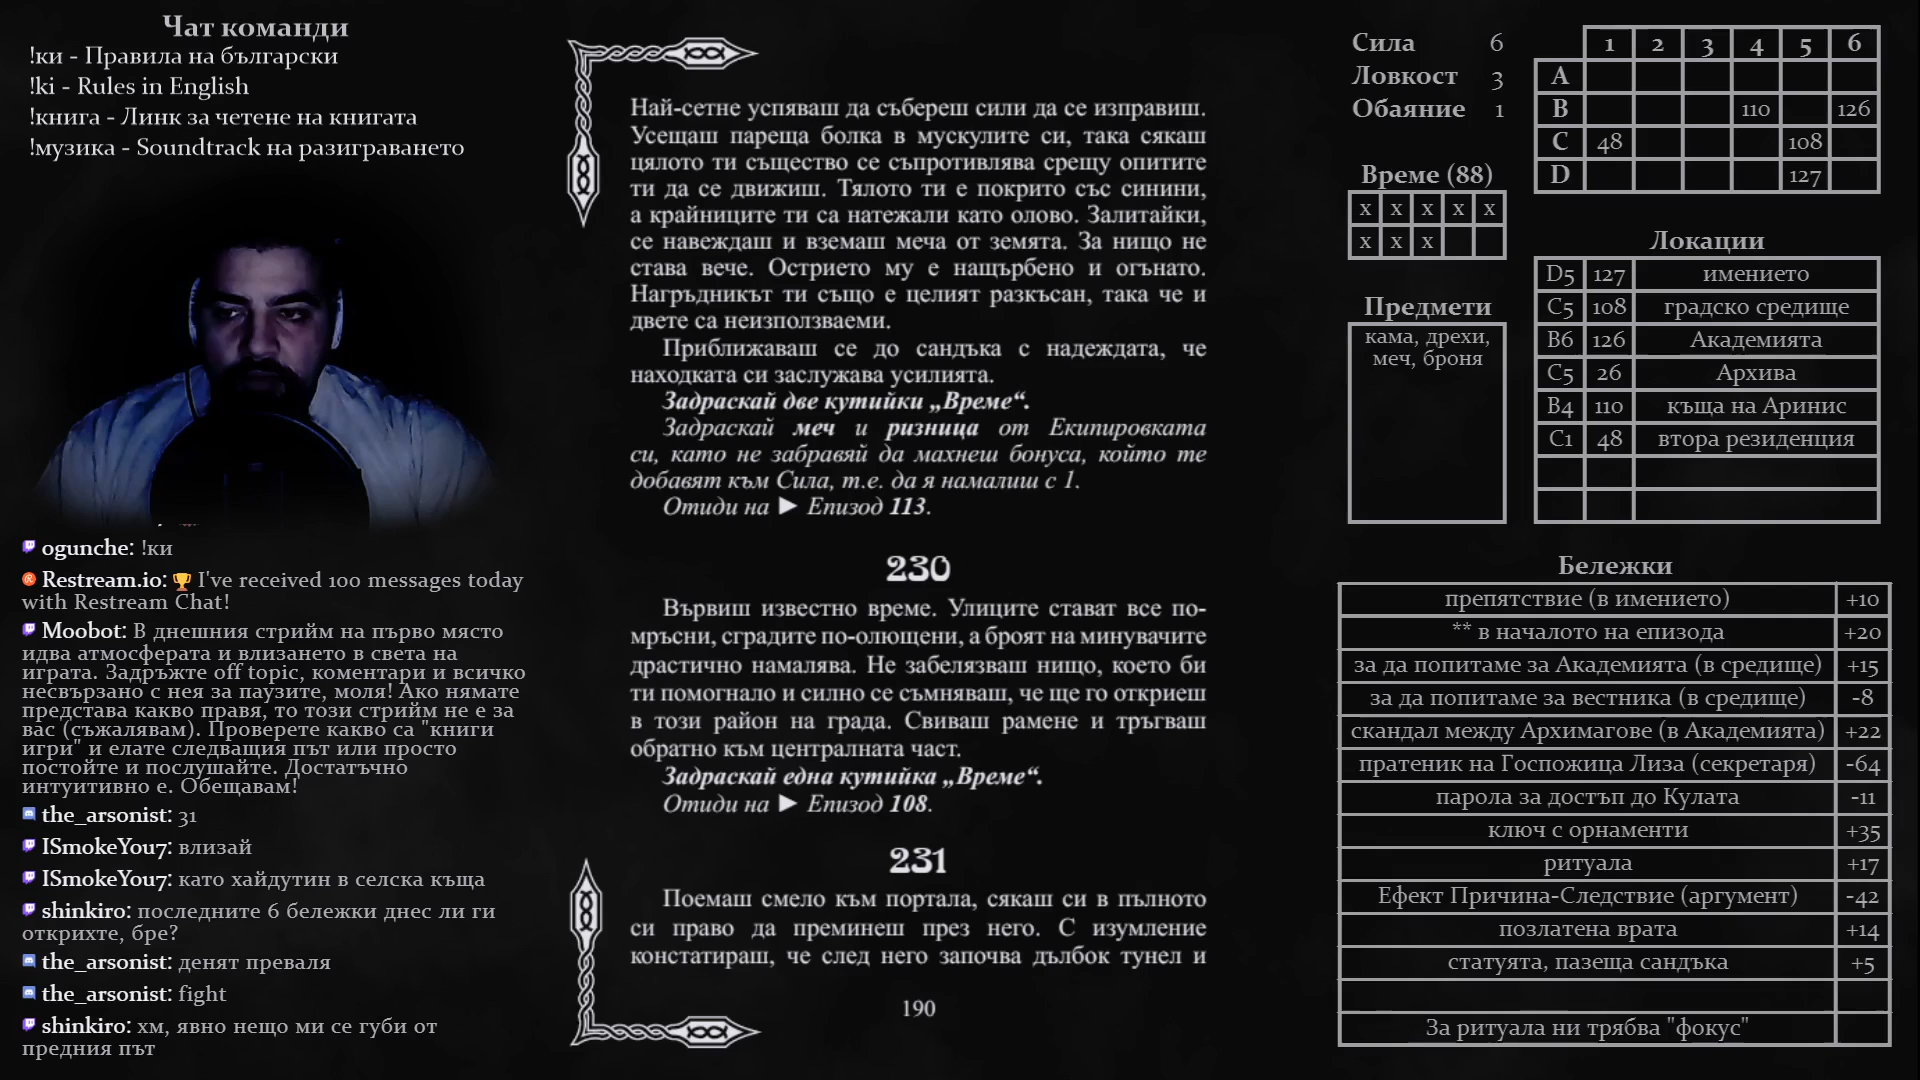 Чат команди
!ки - Правила на български
!ki - Rules in English
!книга - Линк за четене на книгата
!музика - Soundtrack на разиграването
ogunche: !ки
Restream.io: 🏆 I've received 100 messages today
with Restream Chat!
Moobot: В днешния стрийм на първо място
идва атмосферата и влизането в света на
играта. Задръжте off topic, коментари и всичко
несвързано с нея за паузите, моля! Ако нямате
представа какво правя, то този стрийм не е за
вас (съжалявам). Проверете какво са "книги
игри" и елате следващия път или просто
постойте и послушайте. Достатъчно
интуитивно е. Обещавам!
the_arsonist: 31
ISmokeYou7: влизай
ISmokeYou7: като хайдутин в селска къща
shinkiro: последните 6 бележки днес ли ги
открихте, бре?
the_arsonist: денят преваля
the_arsonist: fight
shinkiro: хм, явно нещо ми се губи от
предния път
Най-сетне успяваш да събереш сили да се изправиш.
Усещаш пареща болка в мускулите си, така сякаш
цялото ти същество се съпротивлява срещу опитите
ти да се движиш. Тялото ти е покрито със синини,
а крайниците ти са натежали като олово. Залитайки,
се навеждаш и вземаш меча от земята. За нищо не
става вече. Острието му е нащърбено и огънато.
Нагръдникът ти също е целият разкъсан, така че и
двете са неизползваеми.
Приближаваш се до сандъка с надеждата, че
находката си заслужава усилията.
Задраскай две кутийки „Време“.
Задраскай меч и ризница от Екипировката
си, като не забравяй да махнеш бонуса, който те
добавят към Сила, т.е. да я намалиш с 1.
Отиди на ► Епизод 113.
230
Вървиш известно време. Улиците стават все по-
мръсни, сградите по-олющени, а броят на минувачите
драстично намалява. Не забелязваш нищо, което би
ти помогнало и силно се съмняваш, че ще го откриеш
в този район на града. Свиваш рамене и тръгваш
обратно към централната част.
Задраскай една кутийка „Време“.
Отиди на ► Епизод 108.
231
Поемаш смело към портала, сякаш си в пълното
си право да преминеш през него. С изумление
констатираш, че след него започва дълбок тунел и
190
Сила 6
Ловкост 3
Обаяние 1
Време (88)
x x x x x
x x x
Предмети
кама, дрехи,
меч, броня
1 2 3 4 5 6
A
B 110 126
C 48 108
D 127
Локации
D5 127 имението
C5 108 градско средище
B6 126 Академията
C5 26 Архива
B4 110 къща на Аринис
C1 48 втора резиденция
Бележки
препятствие (в имението) +10
** в началото на епизода +20
за да попитаме за Академията (в средище) +15
за да попитаме за вестника (в средище) -8
скандал между Архимагове (в Академията) +22
пратеник на Госпожица Лиза (секретаря) -64
парола за достъп до Кулата -11
ключ с орнаменти +35
ритуала +17
Ефект Причина-Следствие (аргумент) -42
позлатена врата +14
статуята, пазеща сандъка +5
За ритуала ни трябва "фокус"